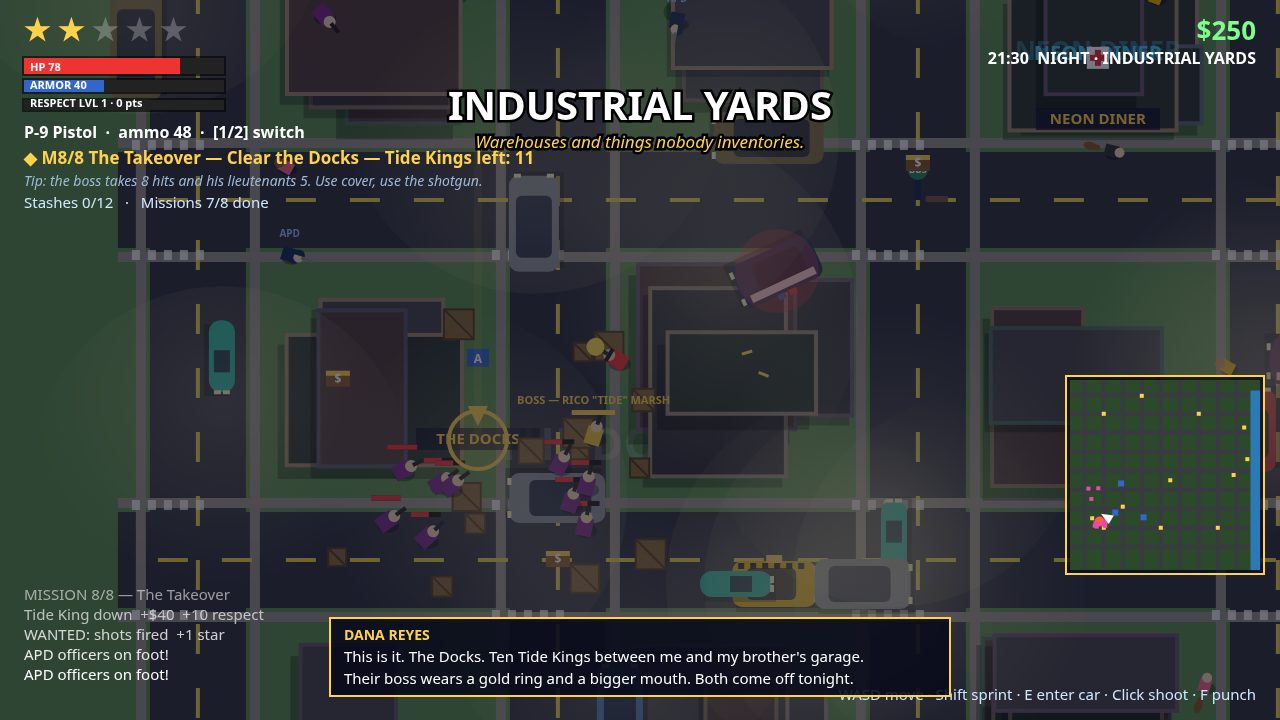 HP 78
ARMOR 40
RESPECT LVL 1 · 0 pts
P-9 Pistol · ammo 48 · [1/2] switch
◆ M8/8 The Takeover — Clear the Docks — Tide Kings left: 11
Tip: the boss takes 8 hits and his lieutenants 5. Use cover, use the shotgun.
Stashes 0/12 · Missions 7/8 done
INDUSTRIAL YARDS
Warehouses and things nobody inventories.
$250
21:30 NIGHT · INDUSTRIAL YARDS
NEON DINER
NEON DINER
$
APD
A
$
BOSS — RICO "TIDE" MARSH
THE DOCKS
$
MISSION 8/8 — The Takeover
Tide King down +$40 +10 respect
WANTED: shots fired +1 star
APD officers on foot!
APD officers on foot!
DANA REYES
This is it. The Docks. Ten Tide Kings between me and my brother's garage.
Their boss wears a gold ring and a bigger mouth. Both come off tonight.
WASD move · Shift sprint · E enter car · Click shoot · F punch